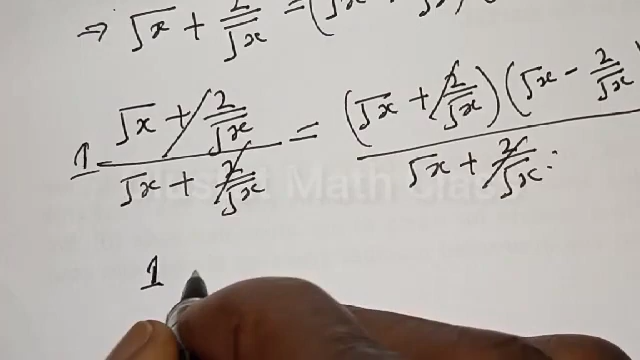 ⇒ √x + 2/√x = (√x
1 (√x + 2/√x)/(√x + 2/√x) = ((√x + 2/√x)(√x - 2/√x))/(√x + 2/√x)
1